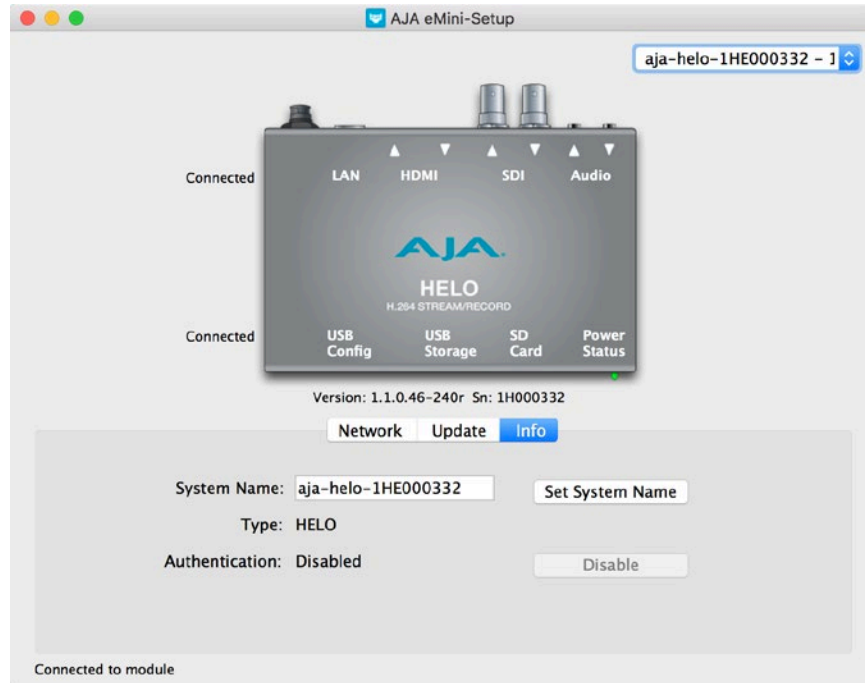 AJA eMini-Setup
aja-helo-1HE000332 – 1
Connected LAN HDMI SDI Audio
AJA
HELO
H.264 STREAM/RECORD
Connected USB Config USB Storage SD Card Power Status
Version: 1.1.0.46-240r Sn: 1H000332
Network Update Info
System Name: aja-helo-1HE000332 Set System Name
Type: HELO
Authentication: Disabled Disable
Connected to module